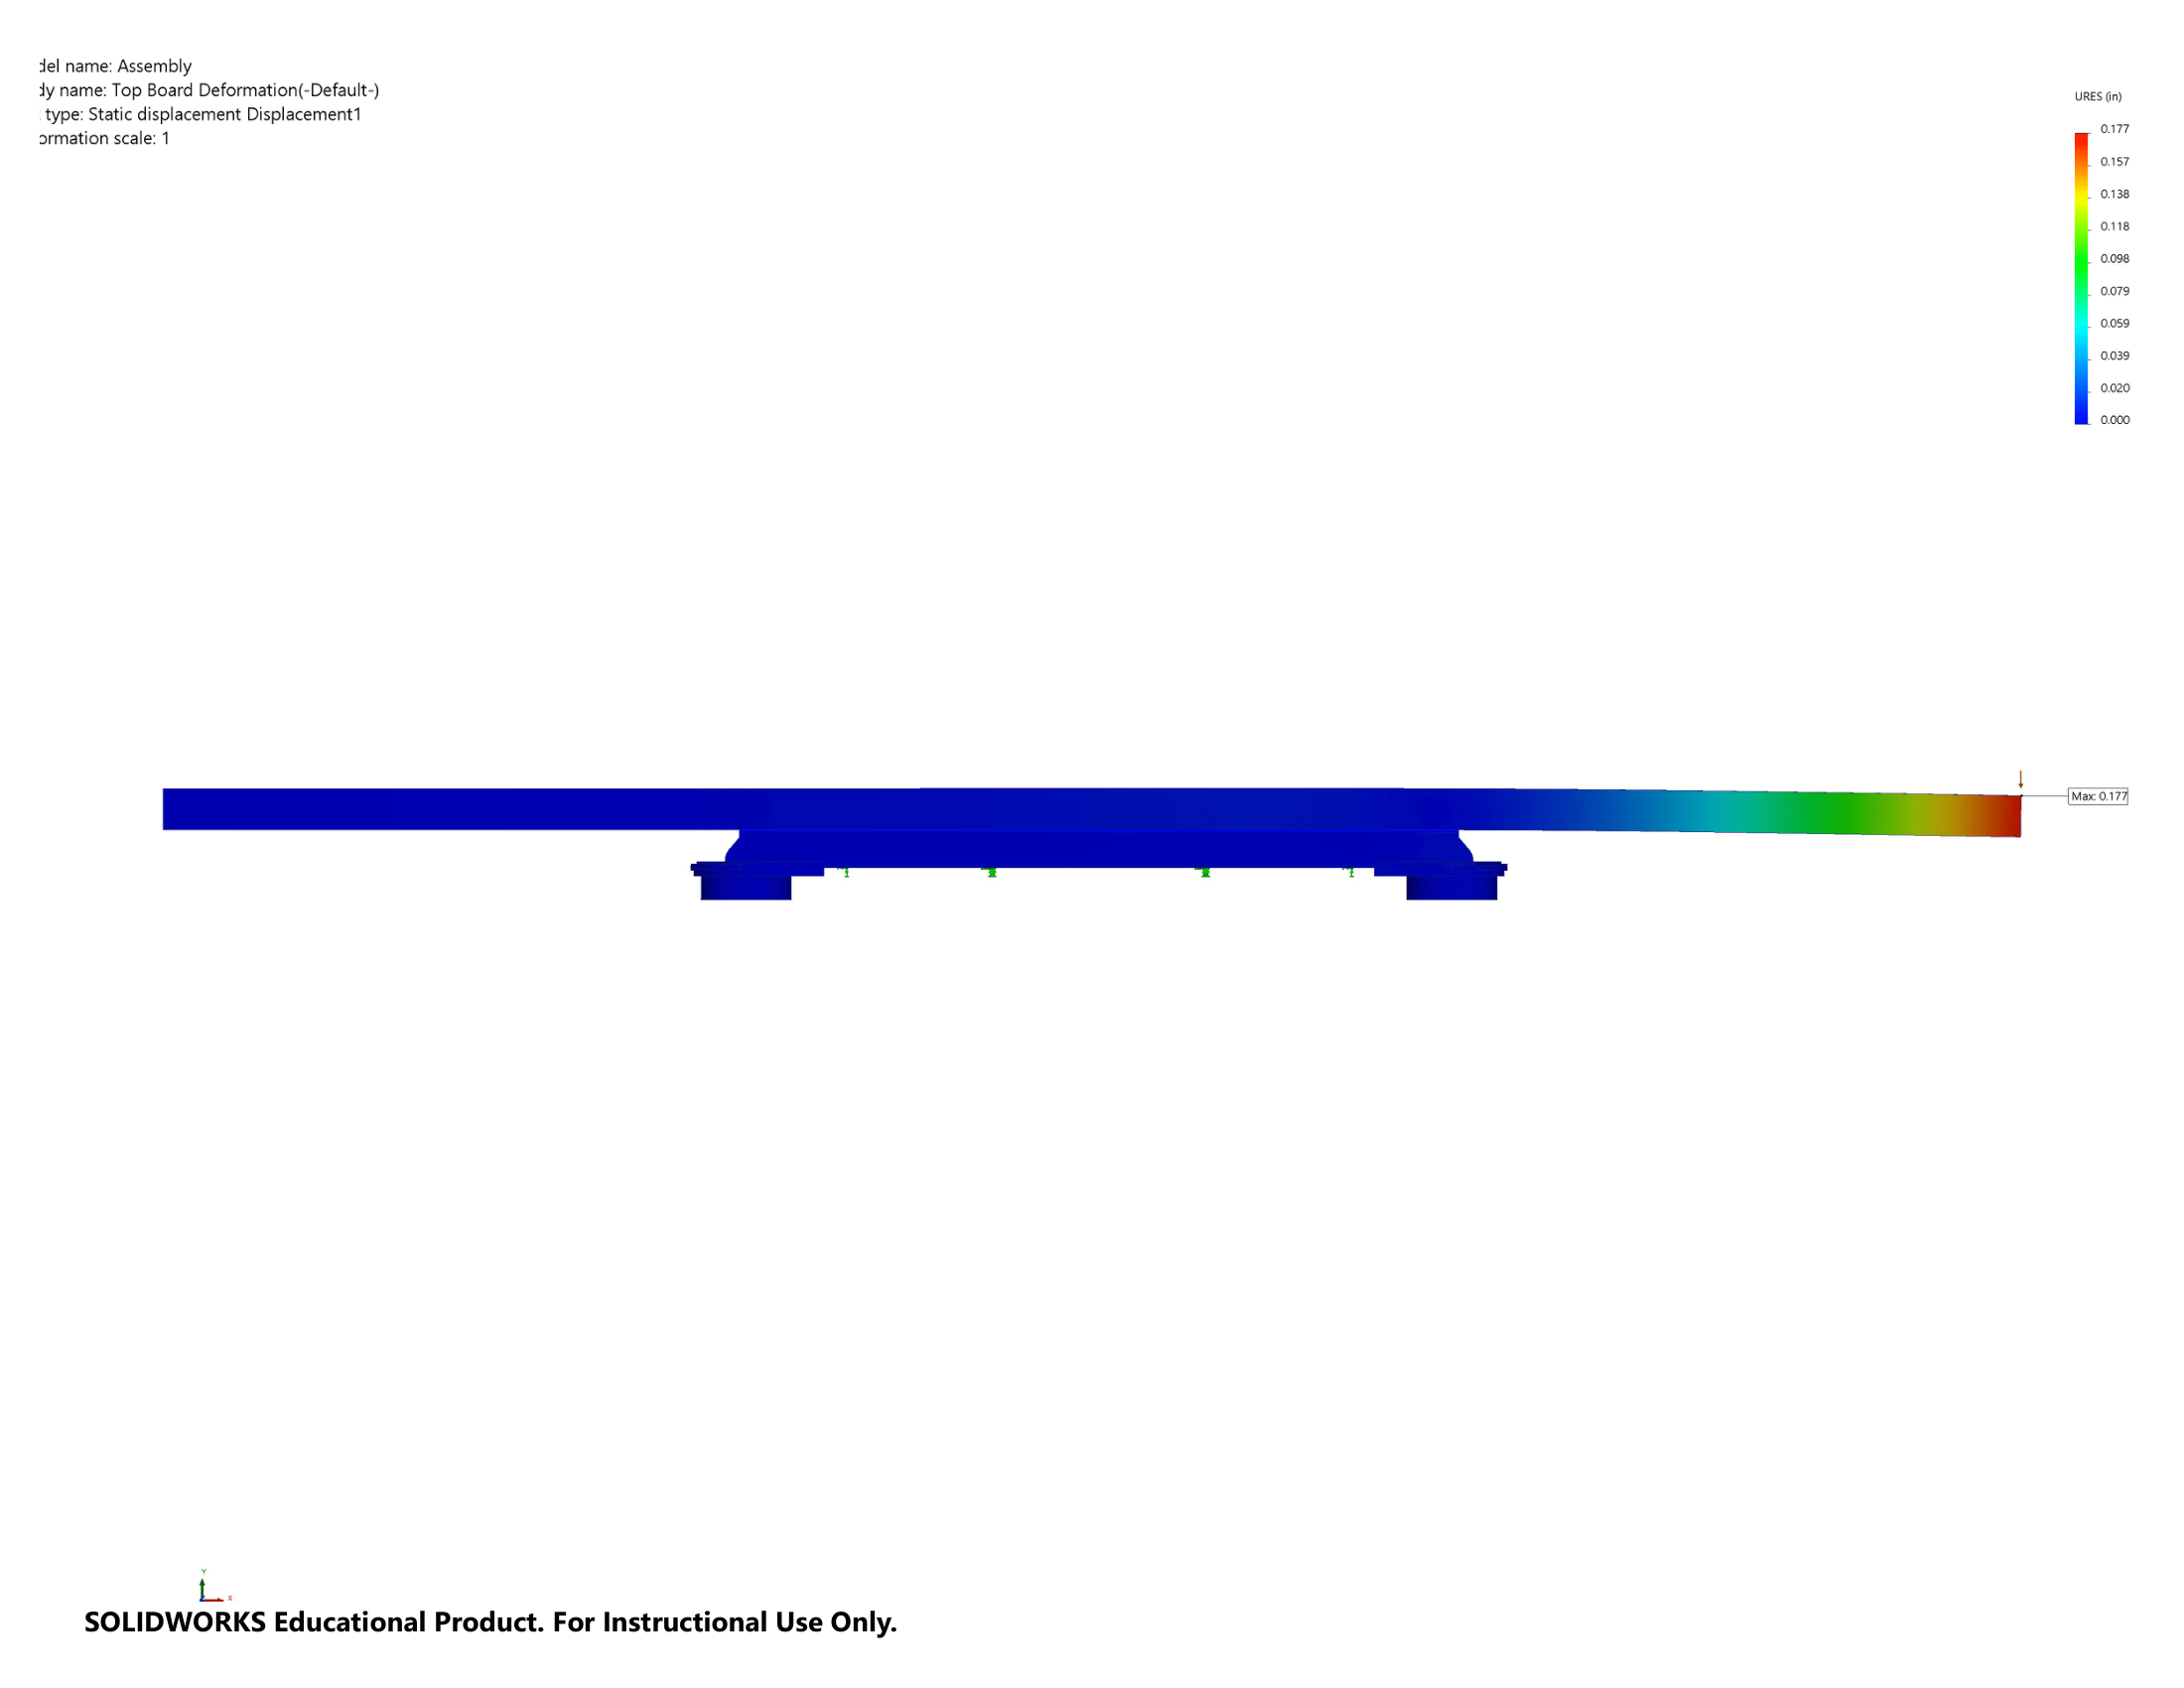 del name: Assembly
dy name: Top Board Deformation(-Default-)
: type: Static displacement Displacement1
ormation scale: 1
URES (in)
0.177
0.157
0.138
0.118
0.098
0.079
0.059
0.039
0.020
0.000
Max: 0.177
Y
X
SOLIDWORKS Educational Product. For Instructional Use Only.